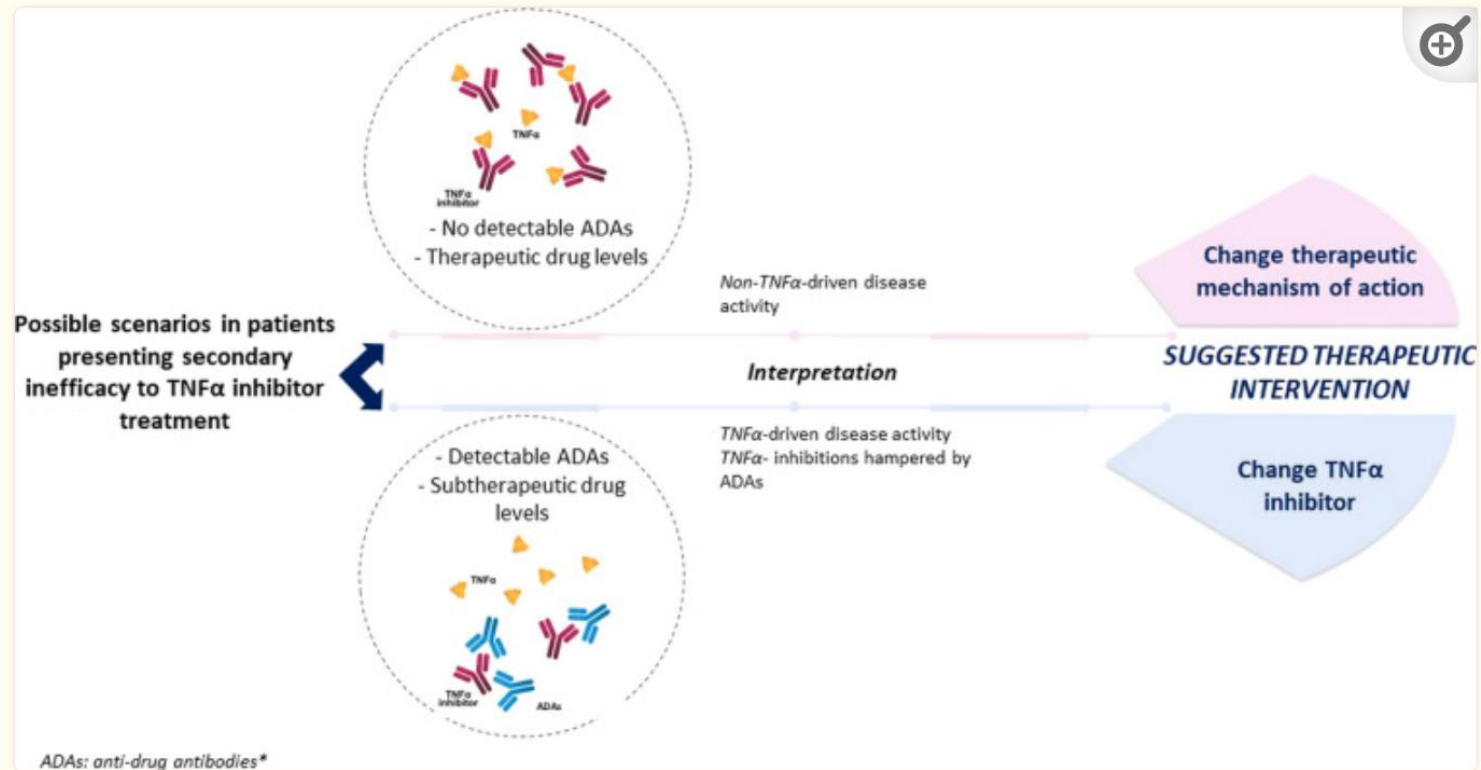 Possible scenarios in patients
presenting secondary
inefficacy to TNFα inhibitor
treatment
TNFα
TNFα
inhibitor
- No detectable ADAs
- Therapeutic drug levels
Non-TNFα-driven disease
activity
Change therapeutic
mechanism of action
Interpretation
SUGGESTED THERAPEUTIC
INTERVENTION
- Detectable ADAs
- Subtherapeutic drug
levels
TNFα
TNFα
inhibitor
ADAs
TNFα-driven disease activity
TNFα- inhibitions hampered by
ADAs
Change TNFα
inhibitor
ADAs: anti-drug antibodies*